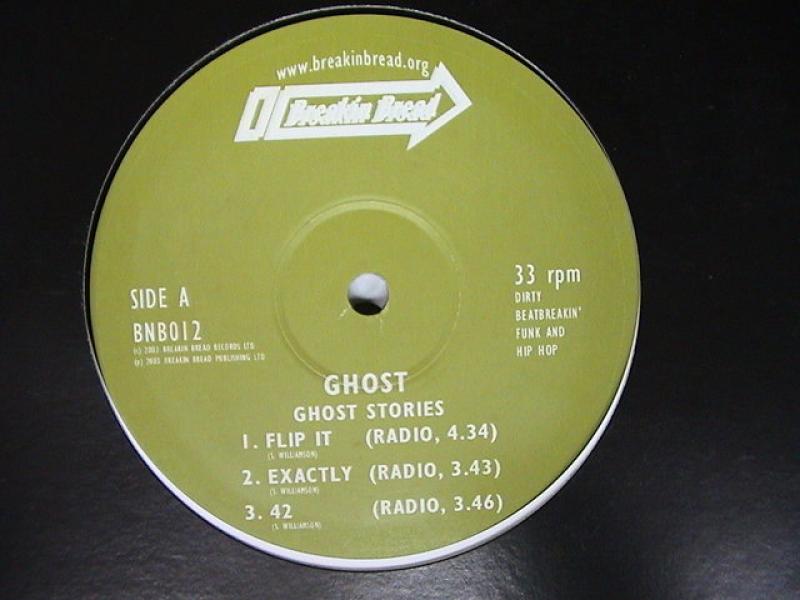 www.breakinbread.org
Breakin Bread
SIDE A
BNB012
(c) 2003 BREAKIN BREAD RECORDS LTD
(p) 2003 BREAKIN BREAD PUBLISHING LTD
33 rpm
DIRTY
BEATBREAKIN'
FUNK AND
HIP HOP
GHOST
GHOST STORIES
1. FLIP IT (RADIO, 4.34)
(S. WILLIAMSON)
2. EXACTLY (RADIO, 3.43)
(S. WILLIAMSON)
3. 42 (RADIO, 3.46)
(S. WILLIAMSON)